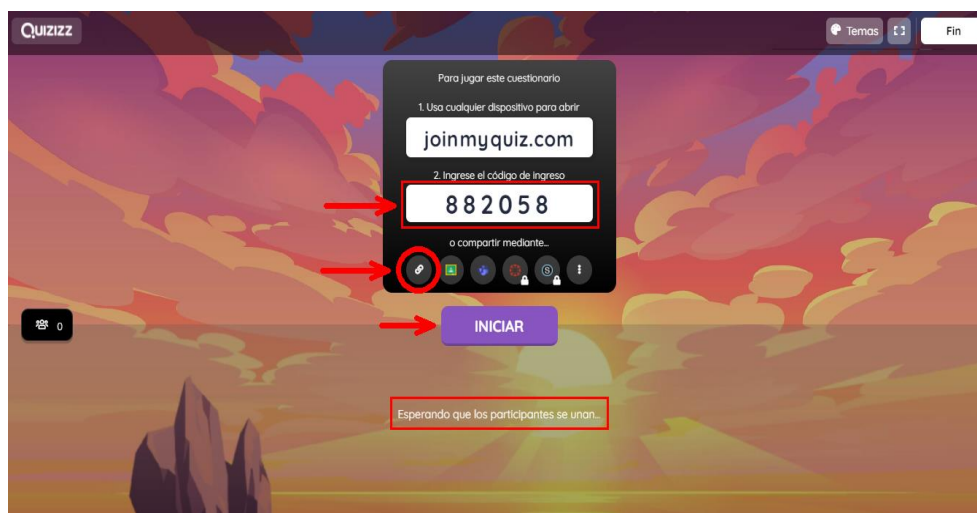 Quizizz
Temas
Fin
Para jugar este cuestionario
1. Usa cualquier dispositivo para abrir
joinmyquiz.com
2. Ingrese el código de ingreso
882058
o compartir mediante...
S
INICIAR
0
Esperando que los participantes se unan...